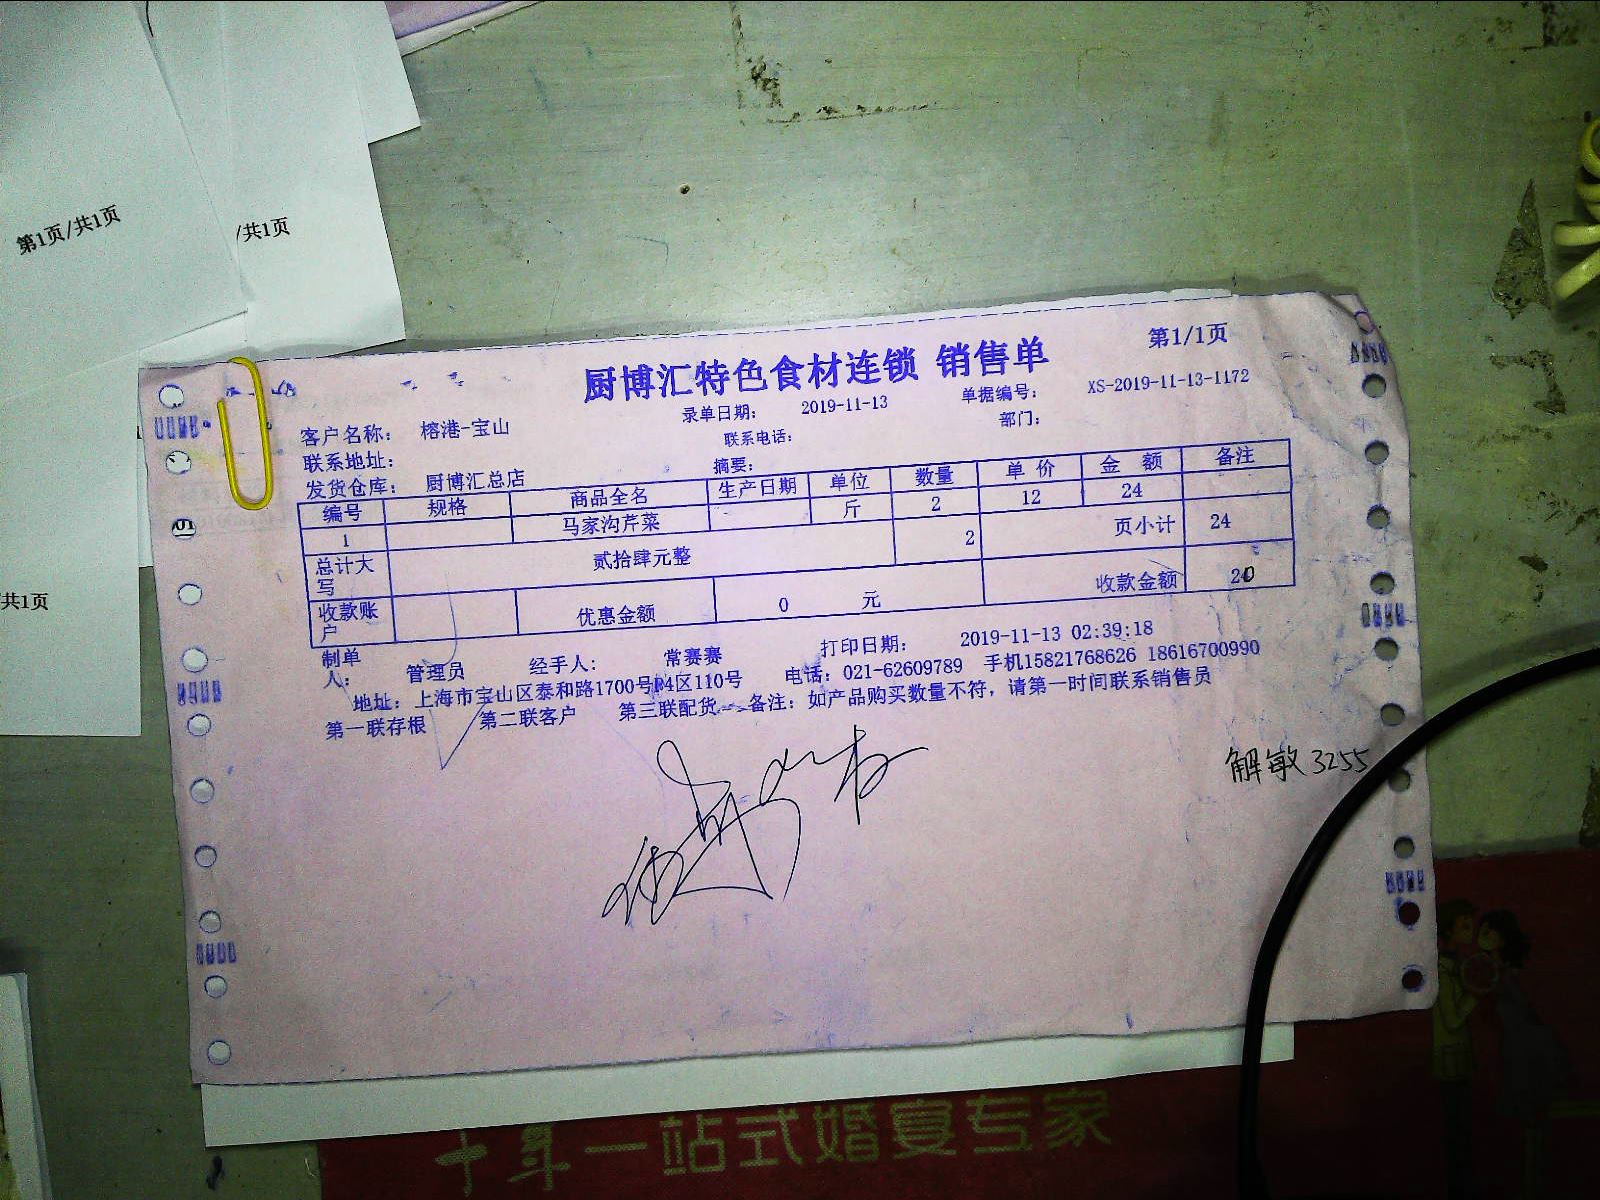 第1页/共1页
/共1页
共1页
厨博汇特色食材连锁 销售单
第1/1页
录单日期: 2019-11-13 单据编号: XS-2019-11-13-1172
客户名称: 榕港-宝山 联系电话: 部门:
联系地址: 摘要:
发货仓库: 厨博汇总店
编号 规格 商品全名 生产日期 单位 数量 单价 金额 备注
1 马家沟芹菜 斤 2 12 24
总计大写 贰拾肆元整 2 页小计 24
收款账户 优惠金额 0 元 收款金额 20
制单人: 管理员 经手人: 常赛赛 打印日期: 2019-11-13 02:39:18
地址: 上海市宝山区泰和路1700号P4区110号 电话: 021-62609789 手机15821768626 18616700990
第一联存根 第二联客户 第三联配货 备注: 如产品购买数量不符, 请第一时间联系销售员
解敏 3255
十年一站式婚宴专家